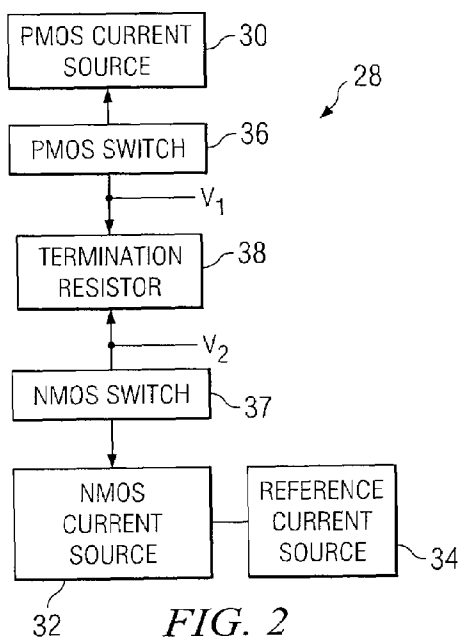 PMOS CURRENT
SOURCE
30
28
PMOS SWITCH
36
V1
TERMINATION
RESISTOR
38
V2
NMOS SWITCH
37
NMOS
CURRENT
SOURCE
REFERENCE
CURRENT
SOURCE
34
32
FIG. 2